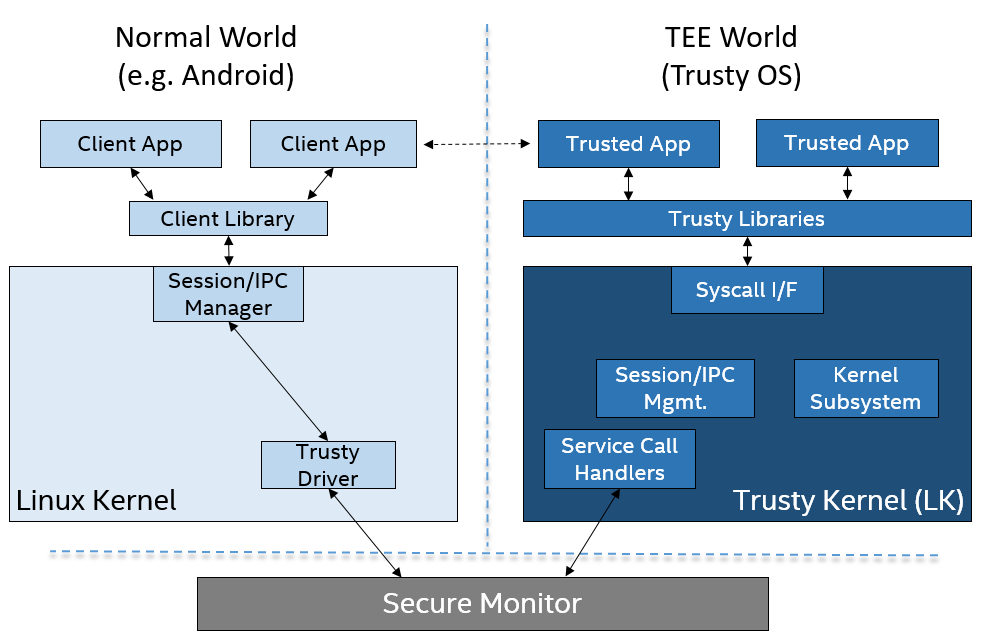 Normal World
(e.g. Android)
TEE World
(Trusty OS)
Client App
Client App
Trusted App
Trusted App
Client Library
Trusty Libraries
Session/IPC
Manager
Syscall I/F
Session/IPC
Mgmt.
Kernel
Subsystem
Trusty
Driver
Service Call
Handlers
Linux Kernel
Trusty Kernel (LK)
Secure Monitor